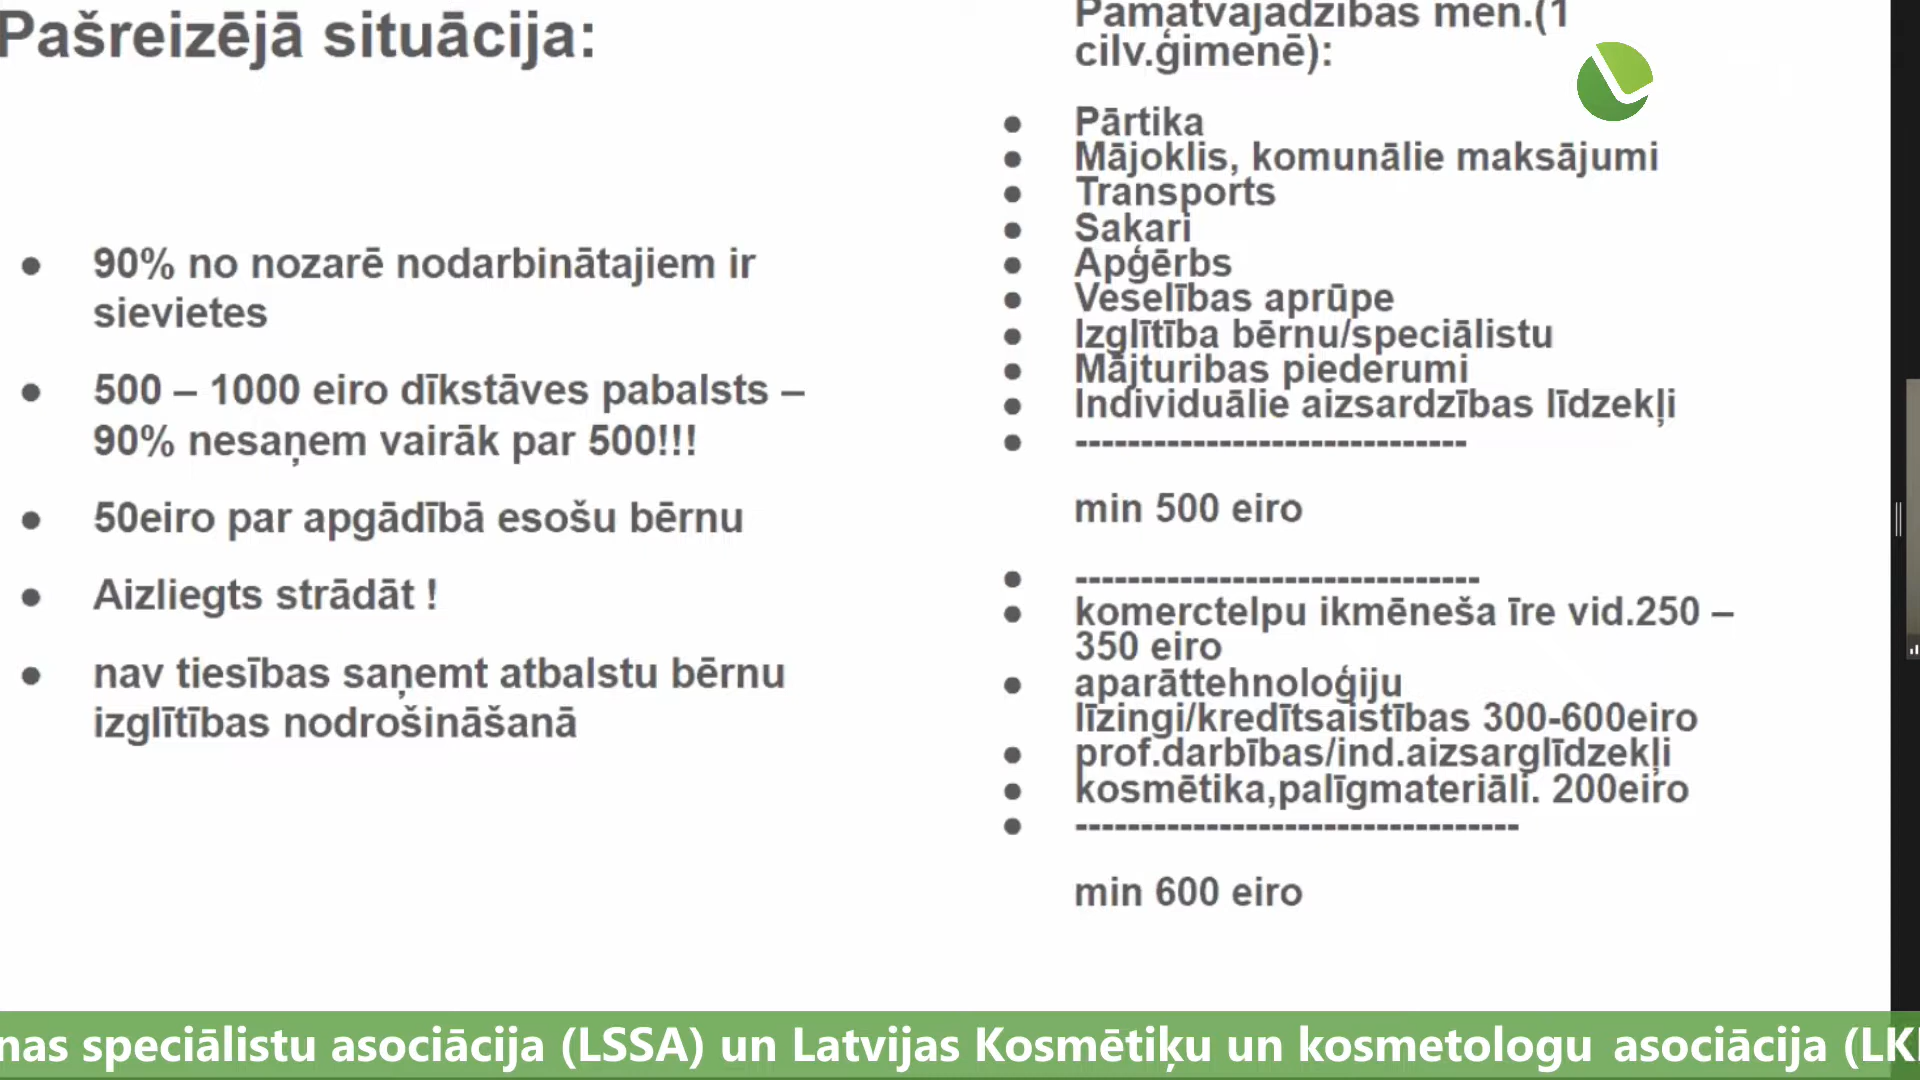 Pašreizējā situācija:
90% no nozarē nodarbinātajiem ir
sievietes
500 – 1000 eiro dīkstāves pabalsts –
90% nesaņem vairāk par 500!!!
50eiro par apgādībā esošu bērnu
Aizliegts strādāt !
nav tiesības saņemt atbalstu bērnu
izglītības nodrošināšanā
Pamatvajadzības mēn.(1
cilv.ģimenē):
Pārtika
Mājoklis, komunālie maksājumi
Transports
Sakari
Apģērbs
Veselības aprūpe
Izglītība bērnu/speciālistu
Mājturibas piederumi
Individuālie aizsardzības līdzekļi
------------------------------
min 500 eiro
-------------------------------
komerctelpu ikmēneša īre vid.250 –
350 eiro
aparāttehnoloģiju
līzingi/kredītsaistības 300-600eiro
prof.darbības/ind.aizsarglīdzekļi
kosmētika,palīgmateriāli. 200eiro
----------------------------------
min 600 eiro
nas speciālistu asociācija (LSSA) un Latvijas Kosmētiķu un kosmetologu asociācija (LK